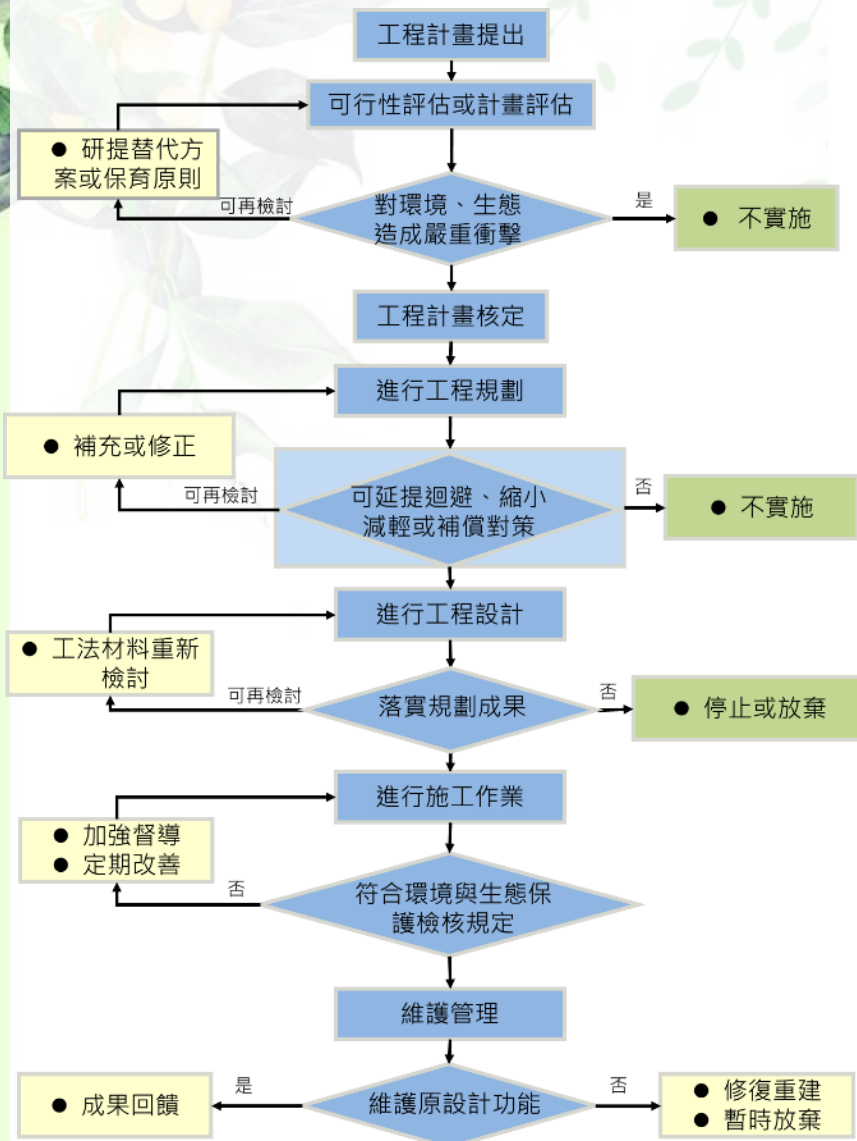 工程計畫提出
可行性評估或計畫評估
● 研提替代方
案或保育原則
可再檢討
對環境、生態
造成嚴重衝擊
是
● 不實施
工程計畫核定
進行工程規劃
● 補充或修正
可再檢討
可延提迴避、縮小
減輕或補償對策
否
● 不實施
進行工程設計
● 工法材料重新
檢討
可再檢討
落實規劃成果
否
● 停止或放棄
進行施工作業
● 加強督導
● 定期改善
否
符合環境與生態保
護檢核規定
維護管理
● 成果回饋
是
維護原設計功能
否
● 修復重建
● 暫時放棄